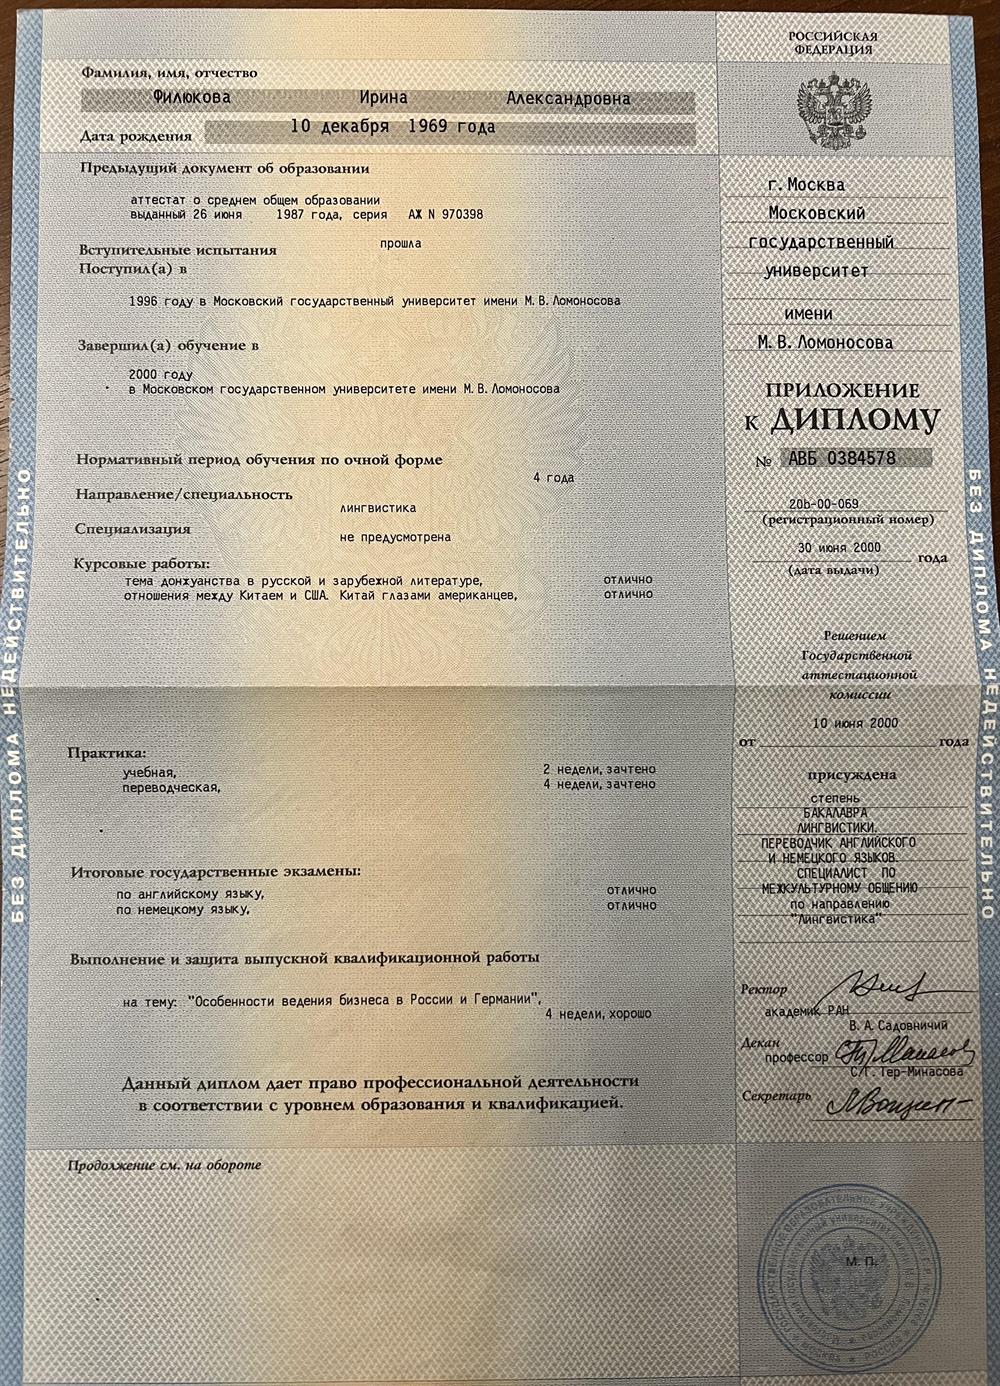 Фамилия, имя, отчество
Филюкова Ирина Александровна
Дата рождения 10 декабря 1969 года
Предыдущий документ об образовании
аттестат о среднем общем образовании
выданный 26 июня 1987 года, серия АЖ N 970398
Вступительные испытания прошла
Поступил(а) в
1996 году в Московский государственный университет имени М.В.Ломоносова
Завершил(а) обучение в
2000 году
в Московском государственном университете имени М.В.Ломоносова
Нормативный период обучения по очной форме
4 года
Направление/специальность
лингвистика
Специализация
не предусмотрена
Курсовые работы:
тема донжуанства в русской и зарубежной литературе, отлично
отношения между Китаем и США. Китай глазами американцев, отлично
Практика:
учебная, 2 недели, зачтено
переводческая, 4 недели, зачтено
Итоговые государственные экзамены:
по английскому языку, отлично
по немецкому языку, отлично
Выполнение и защита выпускной квалификационной работы
на тему: "Особенности ведения бизнеса в России и Германии",
4 недели, хорошо
Данный диплом дает право профессиональной деятельности
в соответствии с уровнем образования и квалификацией.
Продолжение см. на обороте
РОССИЙСКАЯ
ФЕДЕРАЦИЯ
г.Москва
Московский
государственный
университет
имени
М.В.Ломоносова
ПРИЛОЖЕНИЕ
К ДИПЛОМУ
№ АВБ 0384578
20b-00-069
(регистрационный номер)
30 июня 2000 года
(дата выдачи)
Решением
Государственной
аттестационной
комиссии
10 июня 2000
от года
присуждена
степень
БАКАЛАВРА
ЛИНГВИСТИКИ.
ПЕРЕВОДЧИК АНГЛИЙСКОГО
И НЕМЕЦКОГО ЯЗЫКОВ.
СПЕЦИАЛИСТ ПО
МЕЖКУЛЬТУРНОМУ ОБЩЕНИЮ
по направлению
"Лингвистика"
Ректор
академик РАН
В.А.Садовничий
Декан
профессор
С.Г.Тер-Минасова
Секретарь
М.П.
БЕЗ ДИПЛОМА НЕДЕЙСТВИТЕЛЬНО
БЕЗ ДИПЛОМА НЕДЕЙСТВИТЕЛЬНО